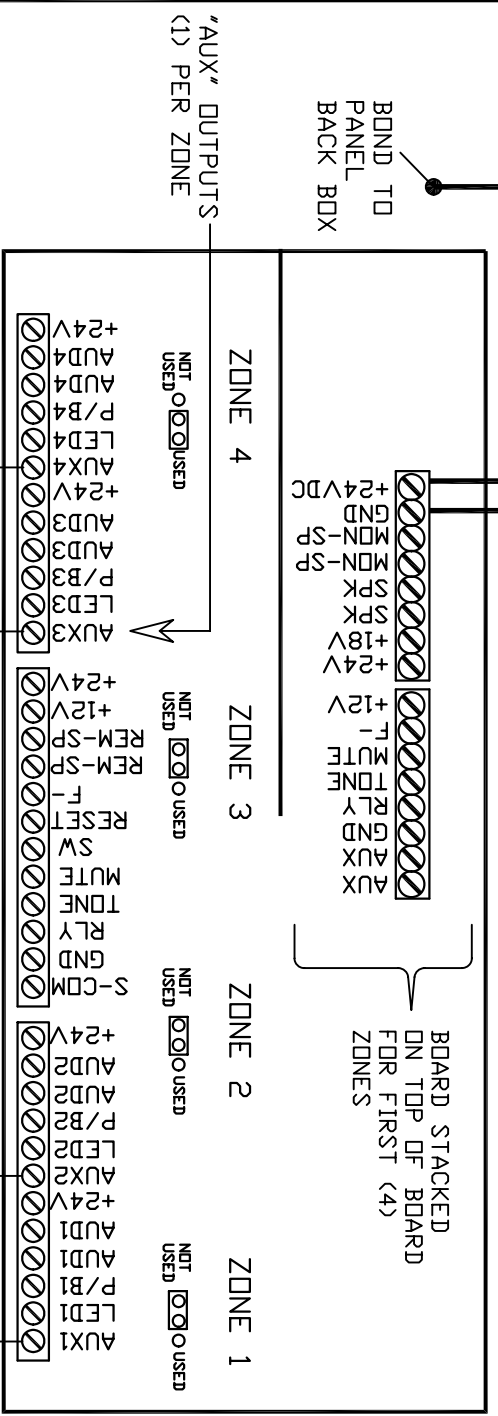 "AUX" OUTPUTS
(1) PER ZONE
BOND TO
PANEL
BACK BOX
ZONE 4
NOT
USED
USED
ZONE 3
NOT
USED
USED
ZONE 2
NOT
USED
USED
ZONE 1
NOT
USED
USED
+24V
AUD4
AUD4
P/B4
LED4
AUX4
+24V
AUD3
AUD3
P/B3
LED3
AUX3
+24V
+12V
REM-SP
REM-SP
F-
RESET
SW
MUTE
TONE
RLY
GND
S-COM
+24V
AUD2
AUD2
P/B2
LED2
AUX2
+24V
AUD1
AUD1
P/B1
LED1
AUX1
+24VDC
GND
MON-SP
MON-SP
SPK
SPK
+18V
+24V
+12V
F-
MUTE
TONE
RLY
GND
AUX
AUX
BOARD STACKED
ON TOP OF BOARD
FOR FIRST (4)
ZONES